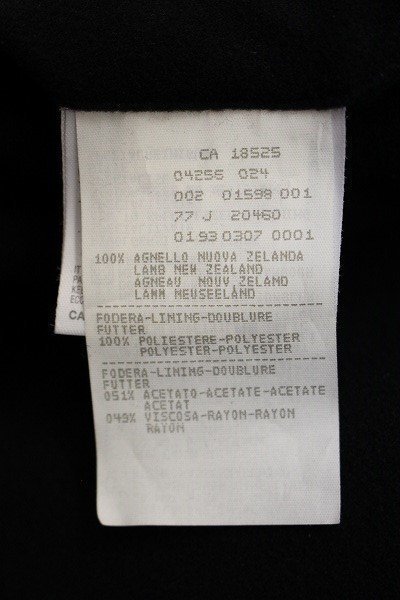 CA 18525
04256 024
002 01598 001
77 J 20460
0193 0307 0001
100% AGNELLO NUOVA ZELANDA
LAMB NEW ZEALAND
AGNEAU NOUV ZELAND
LAMM NEUSEELAND
FODERA-LINING-DOUBLURE
FUTTER
100% POLIESTERE-POLYESTER
POLYESTER-POLYESTER
FODERA-LINING-DOUBLURE
FUTTER
051% ACETATO-ACETATE-ACETATE
ACETAT
049% VISCOSA-RAYON-RAYON
RAYON
CA